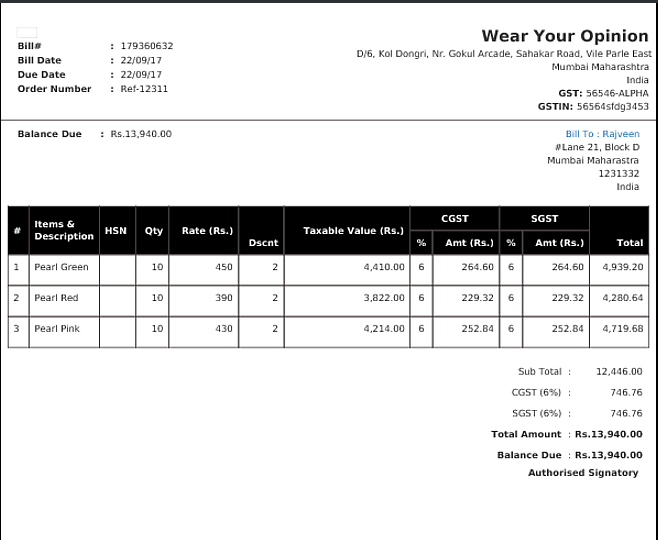 Wear Your Opinion
D/6, Kol Dongri, Nr. Gokul Arcade, Sahakar Road, Vile Parle East
Mumbai Maharashtra
India
GST: 56546-ALPHA
GSTIN: 56564sfdg3453
Bill# : 179360632
Bill Date : 22/09/17
Due Date : 22/09/17
Order Number : Ref-12311
Balance Due : Rs.13,940.00
Bill To : Rajveen
#Lane 21, Block D
Mumbai Maharastra
1231332
India
# Items & Description HSN Qty Rate (Rs.) Dscnt Taxable Value (Rs.) CGST SGST Total
% Amt (Rs.) % Amt (Rs.)
1 Pearl Green 10 450 2 4,410.00 6 264.60 6 264.60 4,939.20
2 Pearl Red 10 390 2 3,822.00 6 229.32 6 229.32 4,280.64
3 Pearl Pink 10 430 2 4,214.00 6 252.84 6 252.84 4,719.68
Sub Total : 12,446.00
CGST (6%) : 746.76
SGST (6%) : 746.76
Total Amount : Rs.13,940.00
Balance Due : Rs.13,940.00
Authorised Signatory